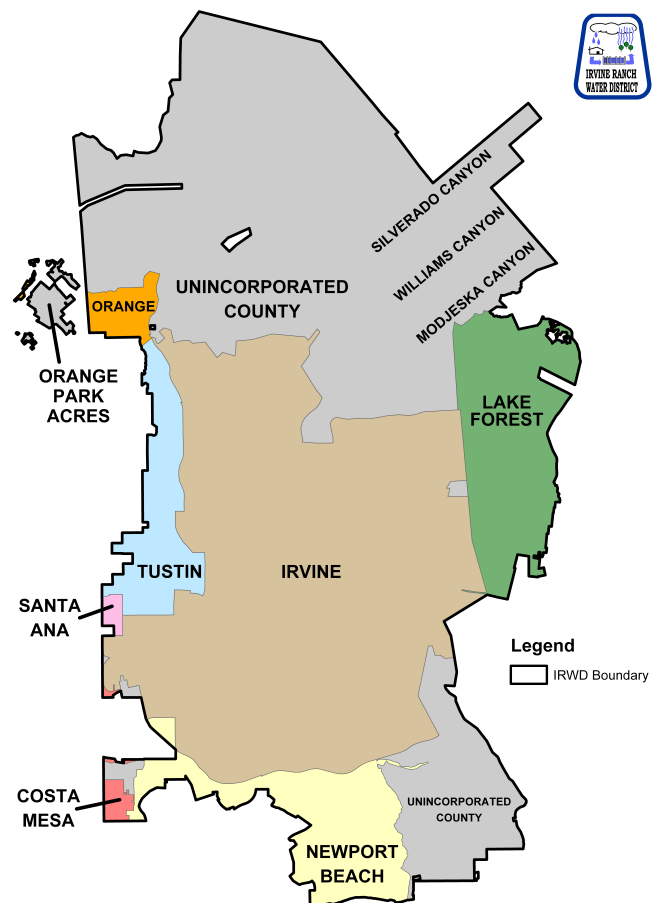 IRVINE RANCH
WATER DISTRICT
SILVERADO CANYON
WILLIAMS CANYON
MODJESKA CANYON
UNINCORPORATED
COUNTY
ORANGE
ORANGE
PARK
ACRES
LAKE
FOREST
TUSTIN
IRVINE
SANTA
ANA
Legend
IRWD Boundary
COSTA
MESA
UNINCORPORATED
COUNTY
NEWPORT
BEACH